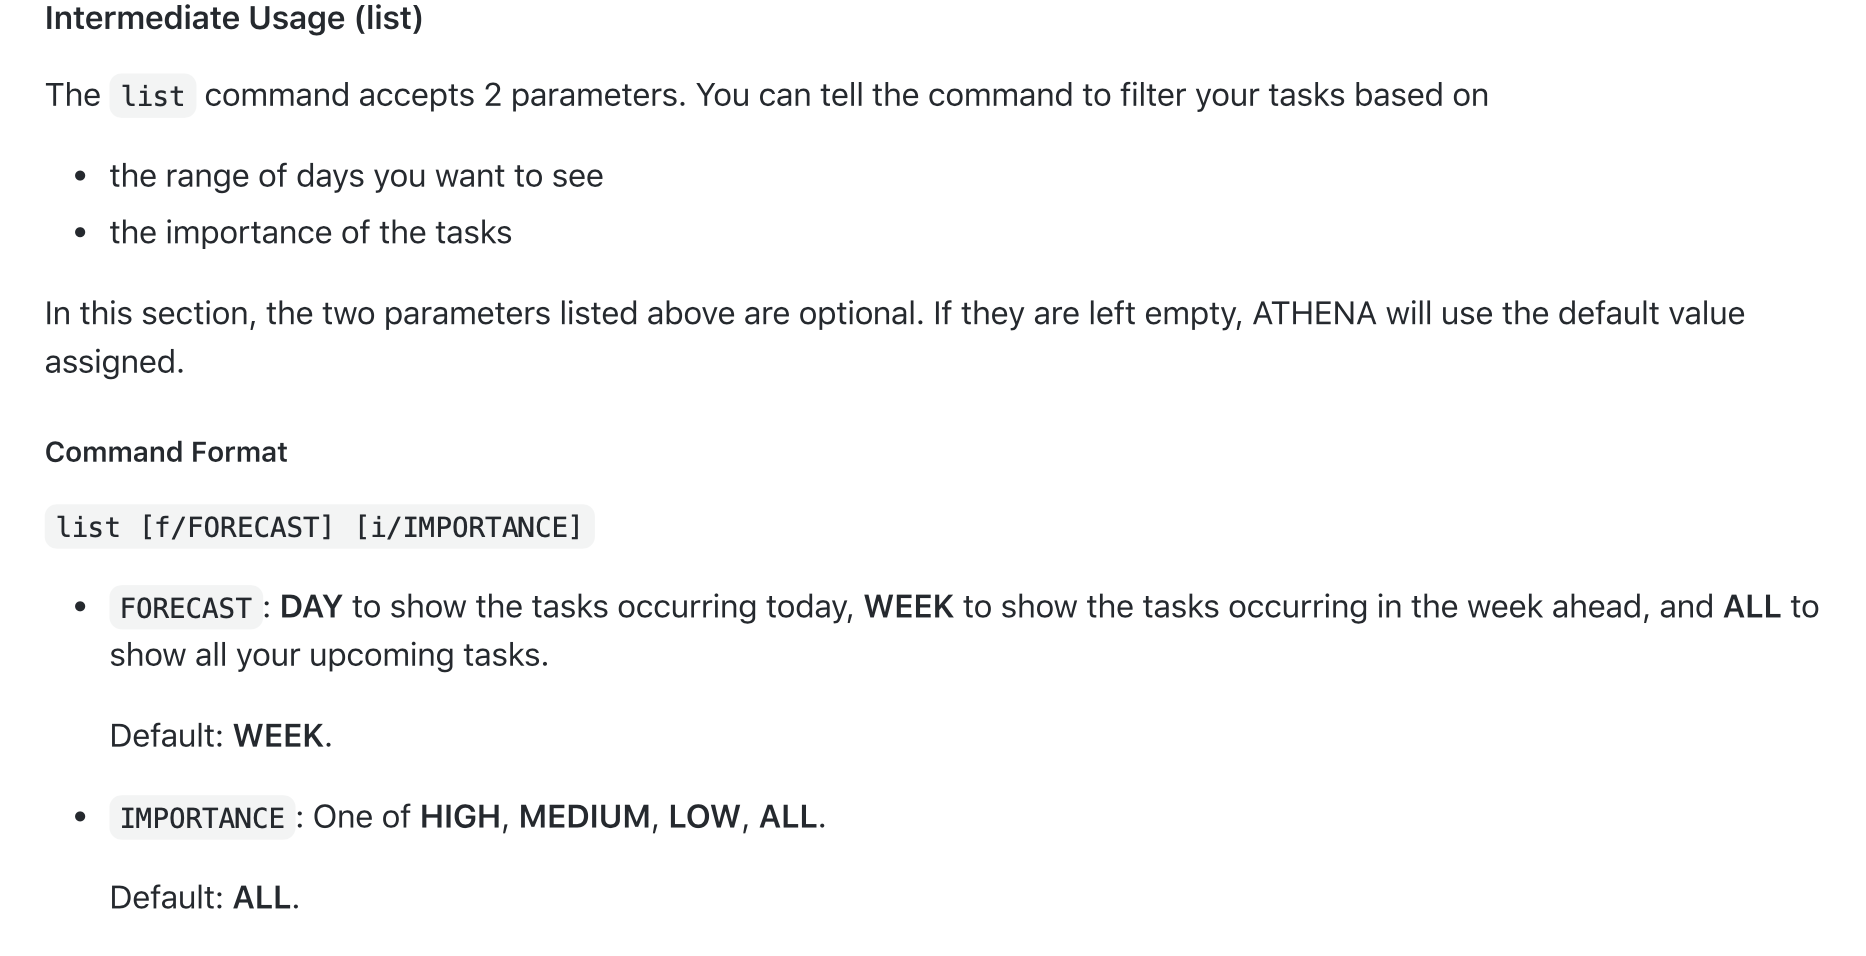 Intermediate Usage (list)
The list command accepts 2 parameters. You can tell the command to filter your tasks based on
• the range of days you want to see
• the importance of the tasks
In this section, the two parameters listed above are optional. If they are left empty, ATHENA will use the default value
assigned.
Command Format
list [f/FORECAST] [i/IMPORTANCE]
• FORECAST: DAY to show the tasks occurring today, WEEK to show the tasks occurring in the week ahead, and ALL to
show all your upcoming tasks.
Default: WEEK.
• IMPORTANCE: One of HIGH, MEDIUM, LOW, ALL.
Default: ALL.